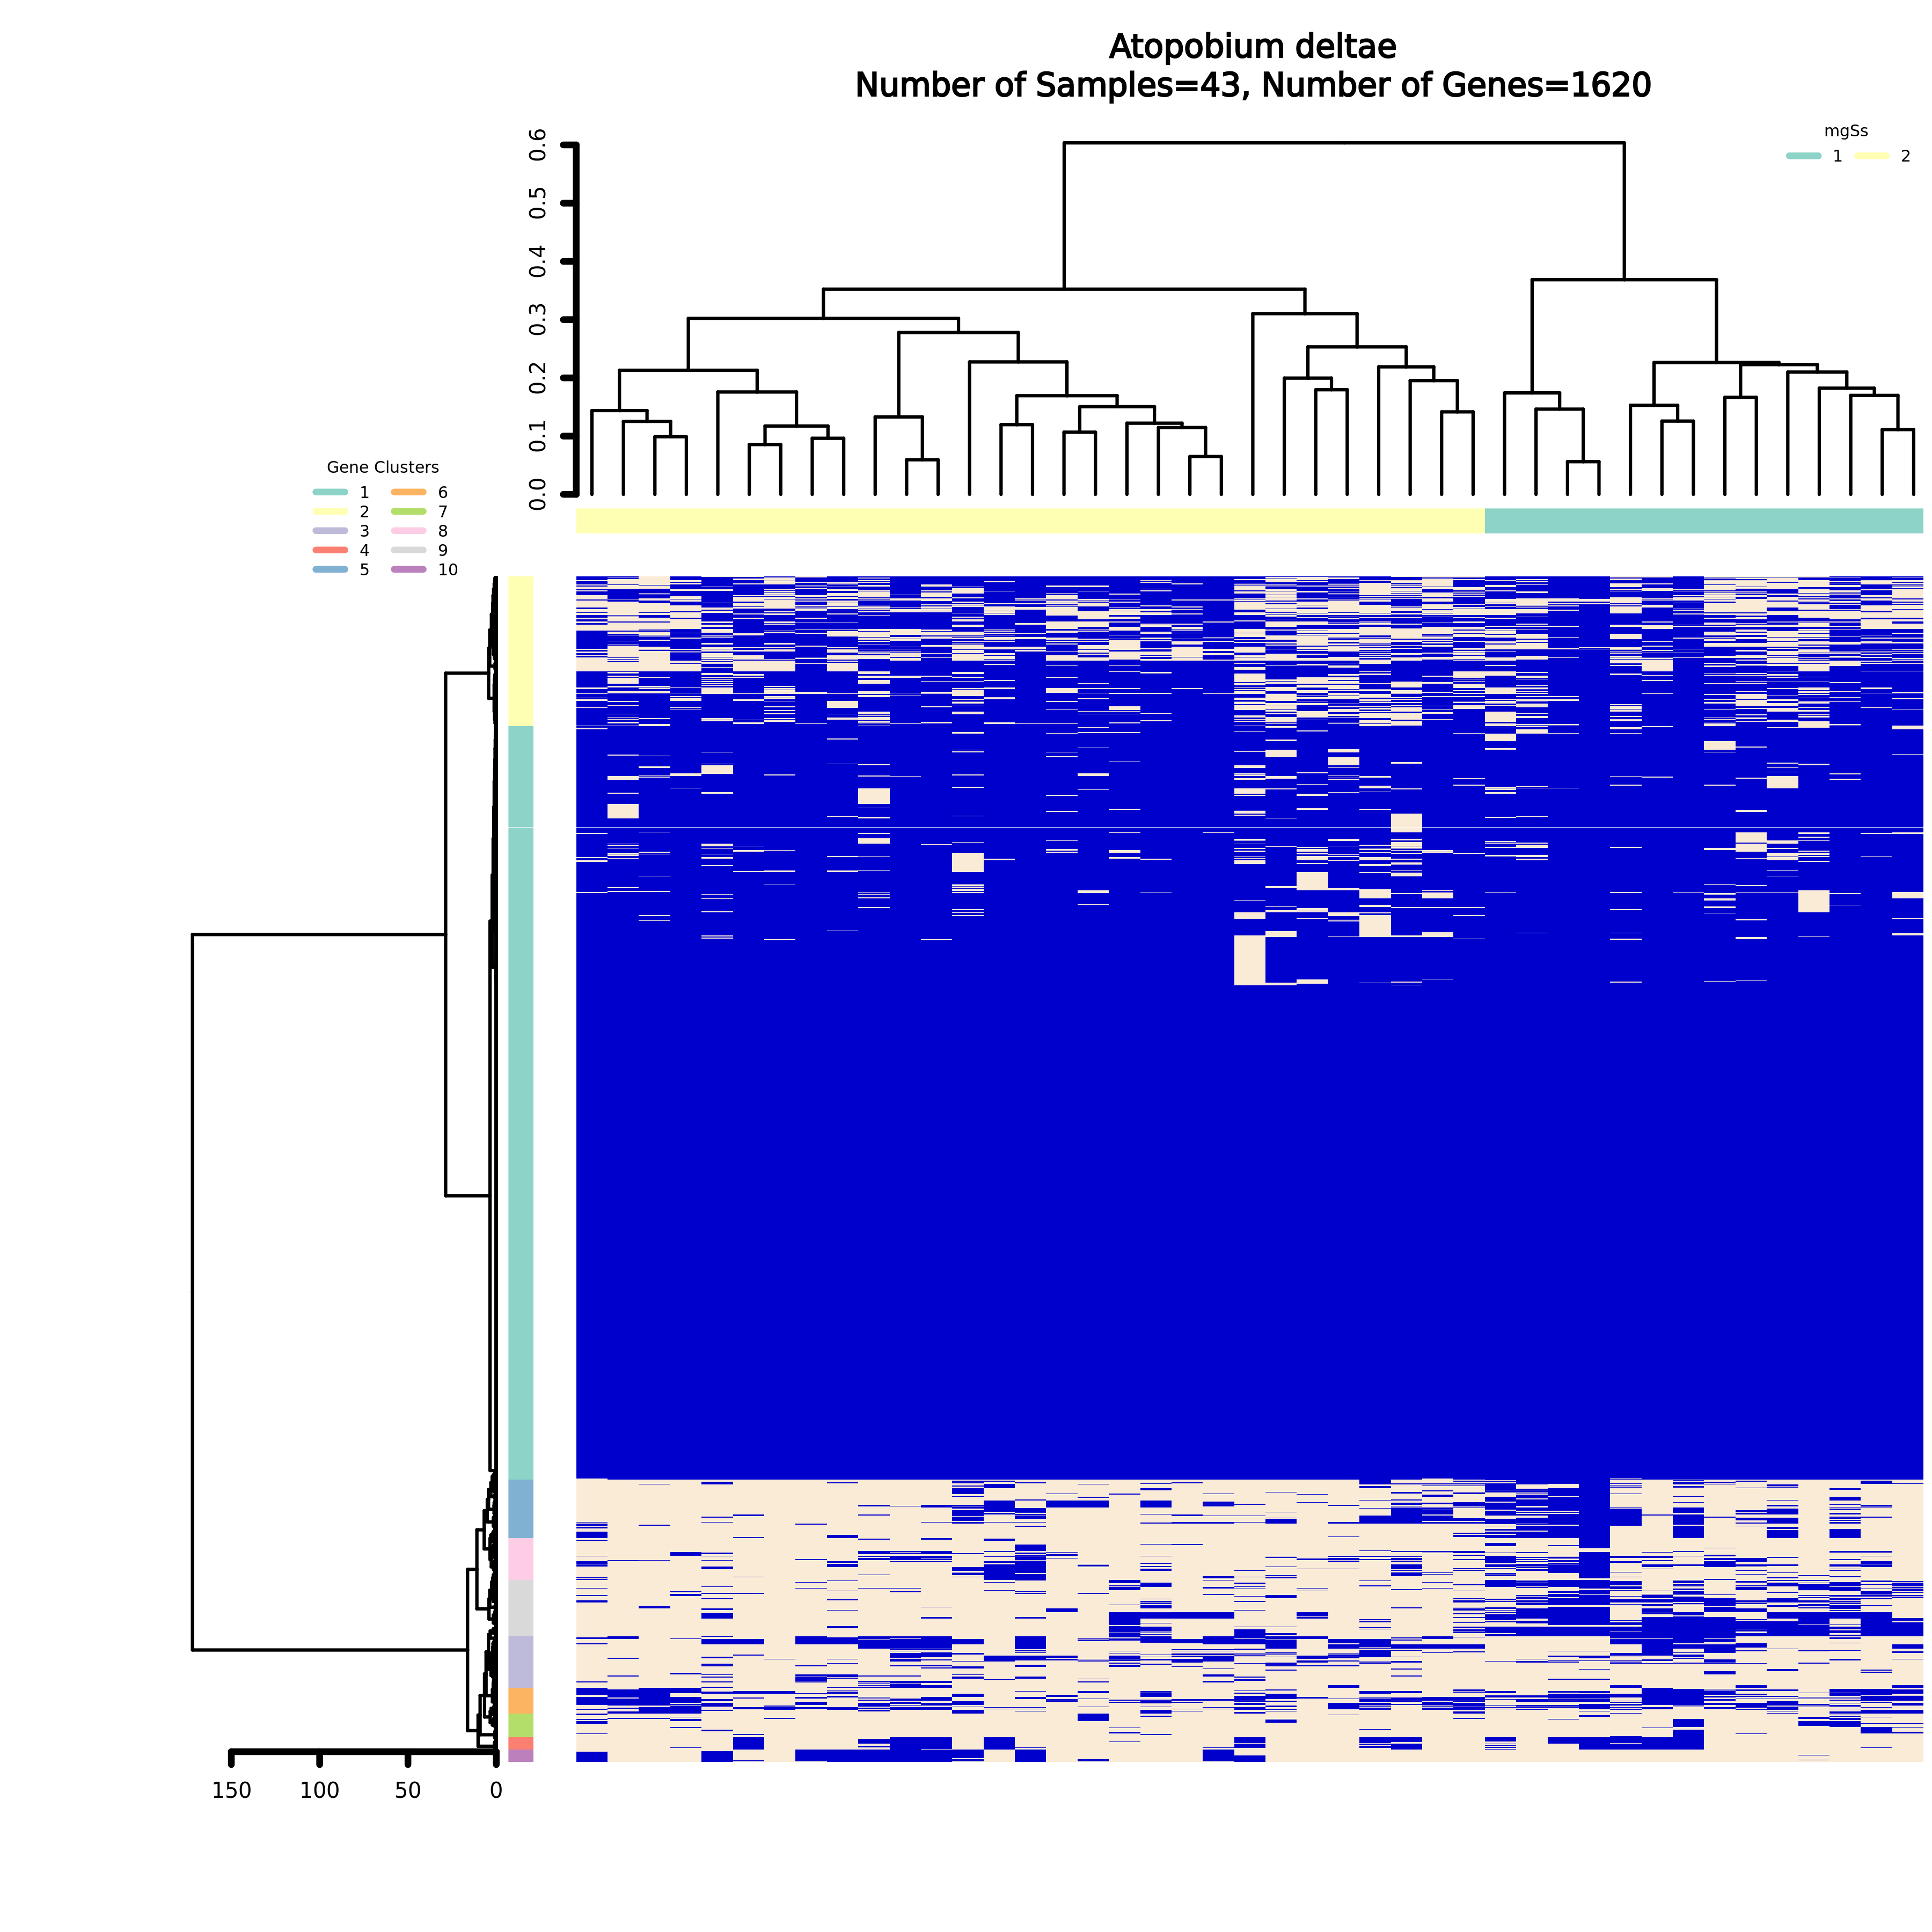 Atopobium deltae
Number of Samples=43, Number of Genes=1620
mgSs
1 2
0.6
0.5
0.4
0.3
0.2
0.1
0.0
Gene Clusters
1 6
2 7
3 8
4 9
5 10
150 100 50 0